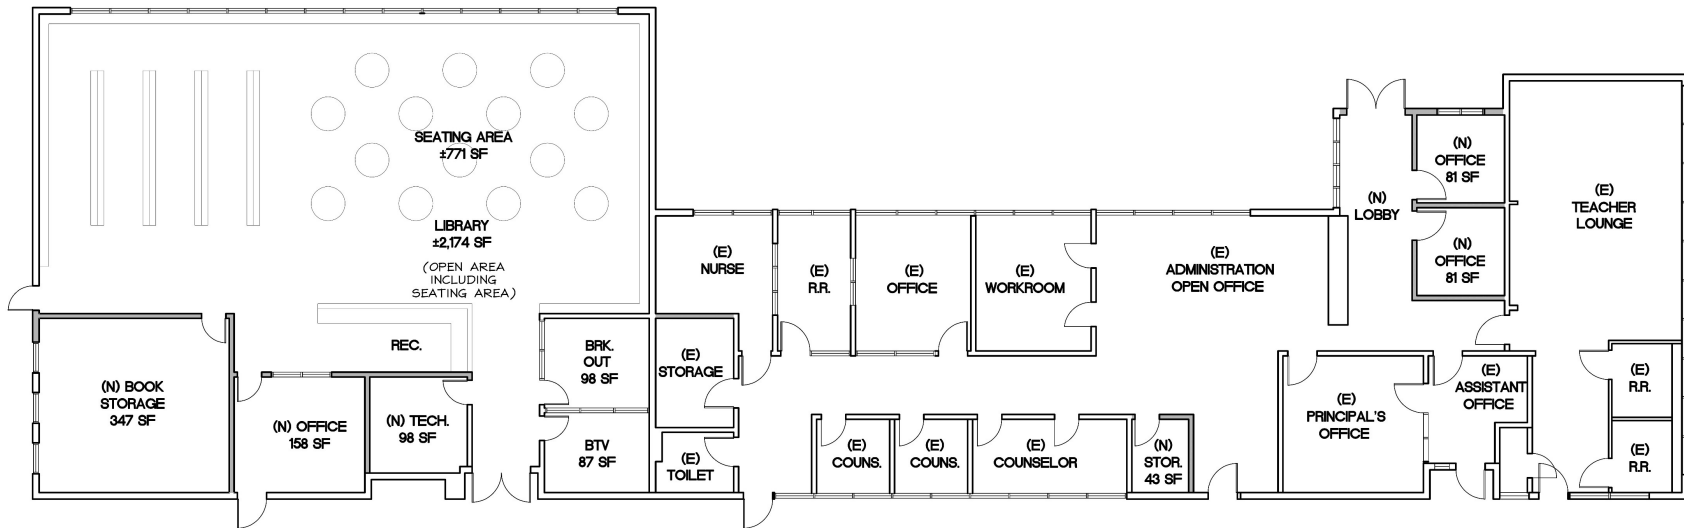 SEATING AREA
±771 SF
LIBRARY
±2,174 SF
(OPEN AREA
INCLUDING
SEATING AREA)
REC.
(N) BOOK
STORAGE
347 SF
(N) OFFICE
158 SF
(N) TECH.
98 SF
BRK.
OUT
98 SF
BTV
87 SF
(E)
STORAGE
(E)
TOILET
(E)
NURSE
(E)
R.R.
(E)
OFFICE
(E)
WORKROOM
(E)
ADMINISTRATION
OPEN OFFICE
(N)
LOBBY
(N)
OFFICE
81 SF
(N)
OFFICE
81 SF
(E)
TEACHER
LOUNGE
(E)
COUNS.
(E)
COUNS.
(E)
COUNSELOR
(N)
STOR.
43 SF
(E)
PRINCIPAL'S
OFFICE
(E)
ASSISTANT
OFFICE
(E)
R.R.
(E)
R.R.